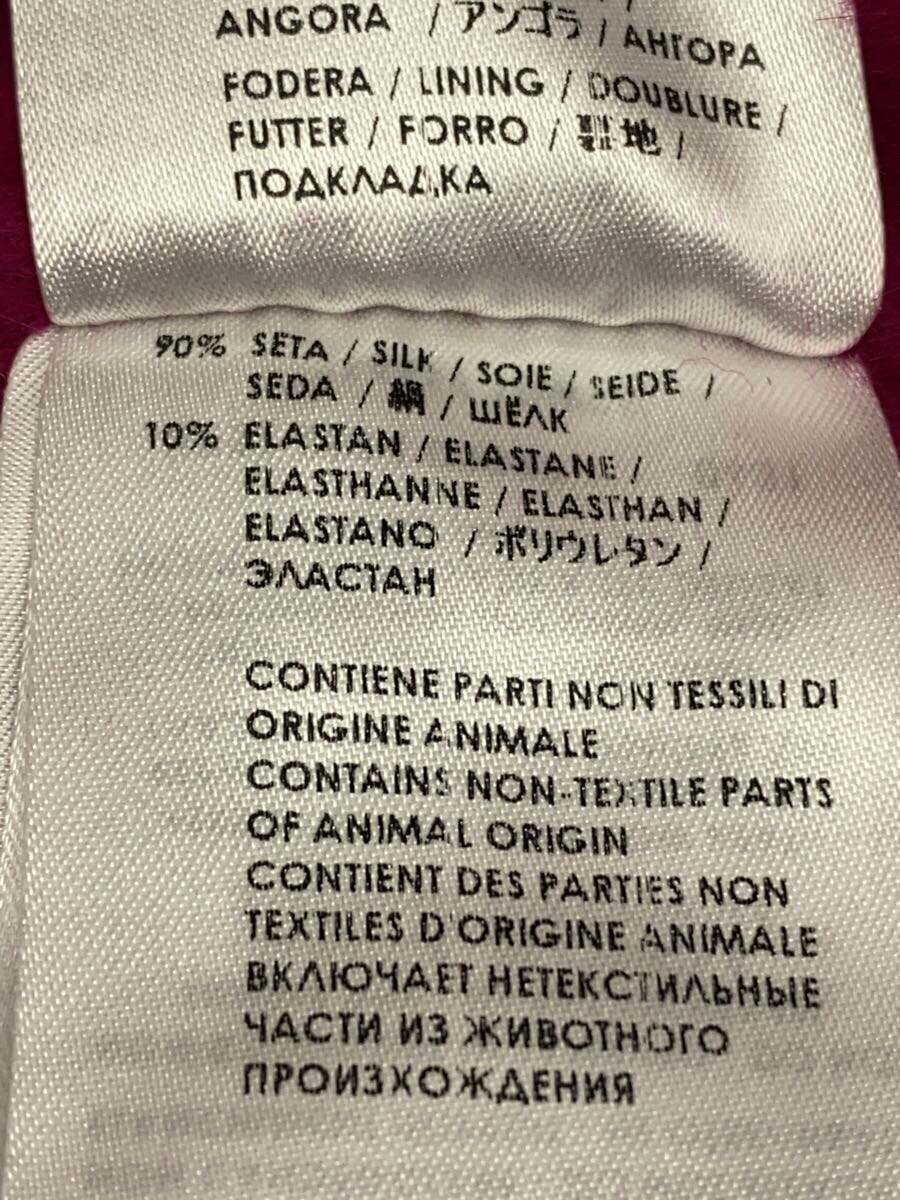 ANGORA / アンゴラ / АНГОРА
FODERA / LINING / DOUBLURE /
FUTTER / FORRO / 裏地 /
ПОДКЛАДКА
90% SETA / SILK / SOIE / SEIDE /
SEDA / 絹 / ШЁЛК
10% ELASTAN / ELASTANE /
ELASTHANNE / ELASTHAN /
ELASTANO / ポリウレタン /
ЭЛАСТАН
CONTIENE PARTI NON TESSILI DI
ORIGINE ANIMALE
CONTAINS NON-TEXTILE PARTS
OF ANIMAL ORIGIN
CONTIENT DES PARTIES NON
TEXTILES D'ORIGINE ANIMALE
ВКЛЮЧАЕТ НЕТЕКСТИЛЬНЫЕ
ЧАСТИ ИЗ ЖИВОТНОГО
ПРОИЗХОЖДЕНИЯ